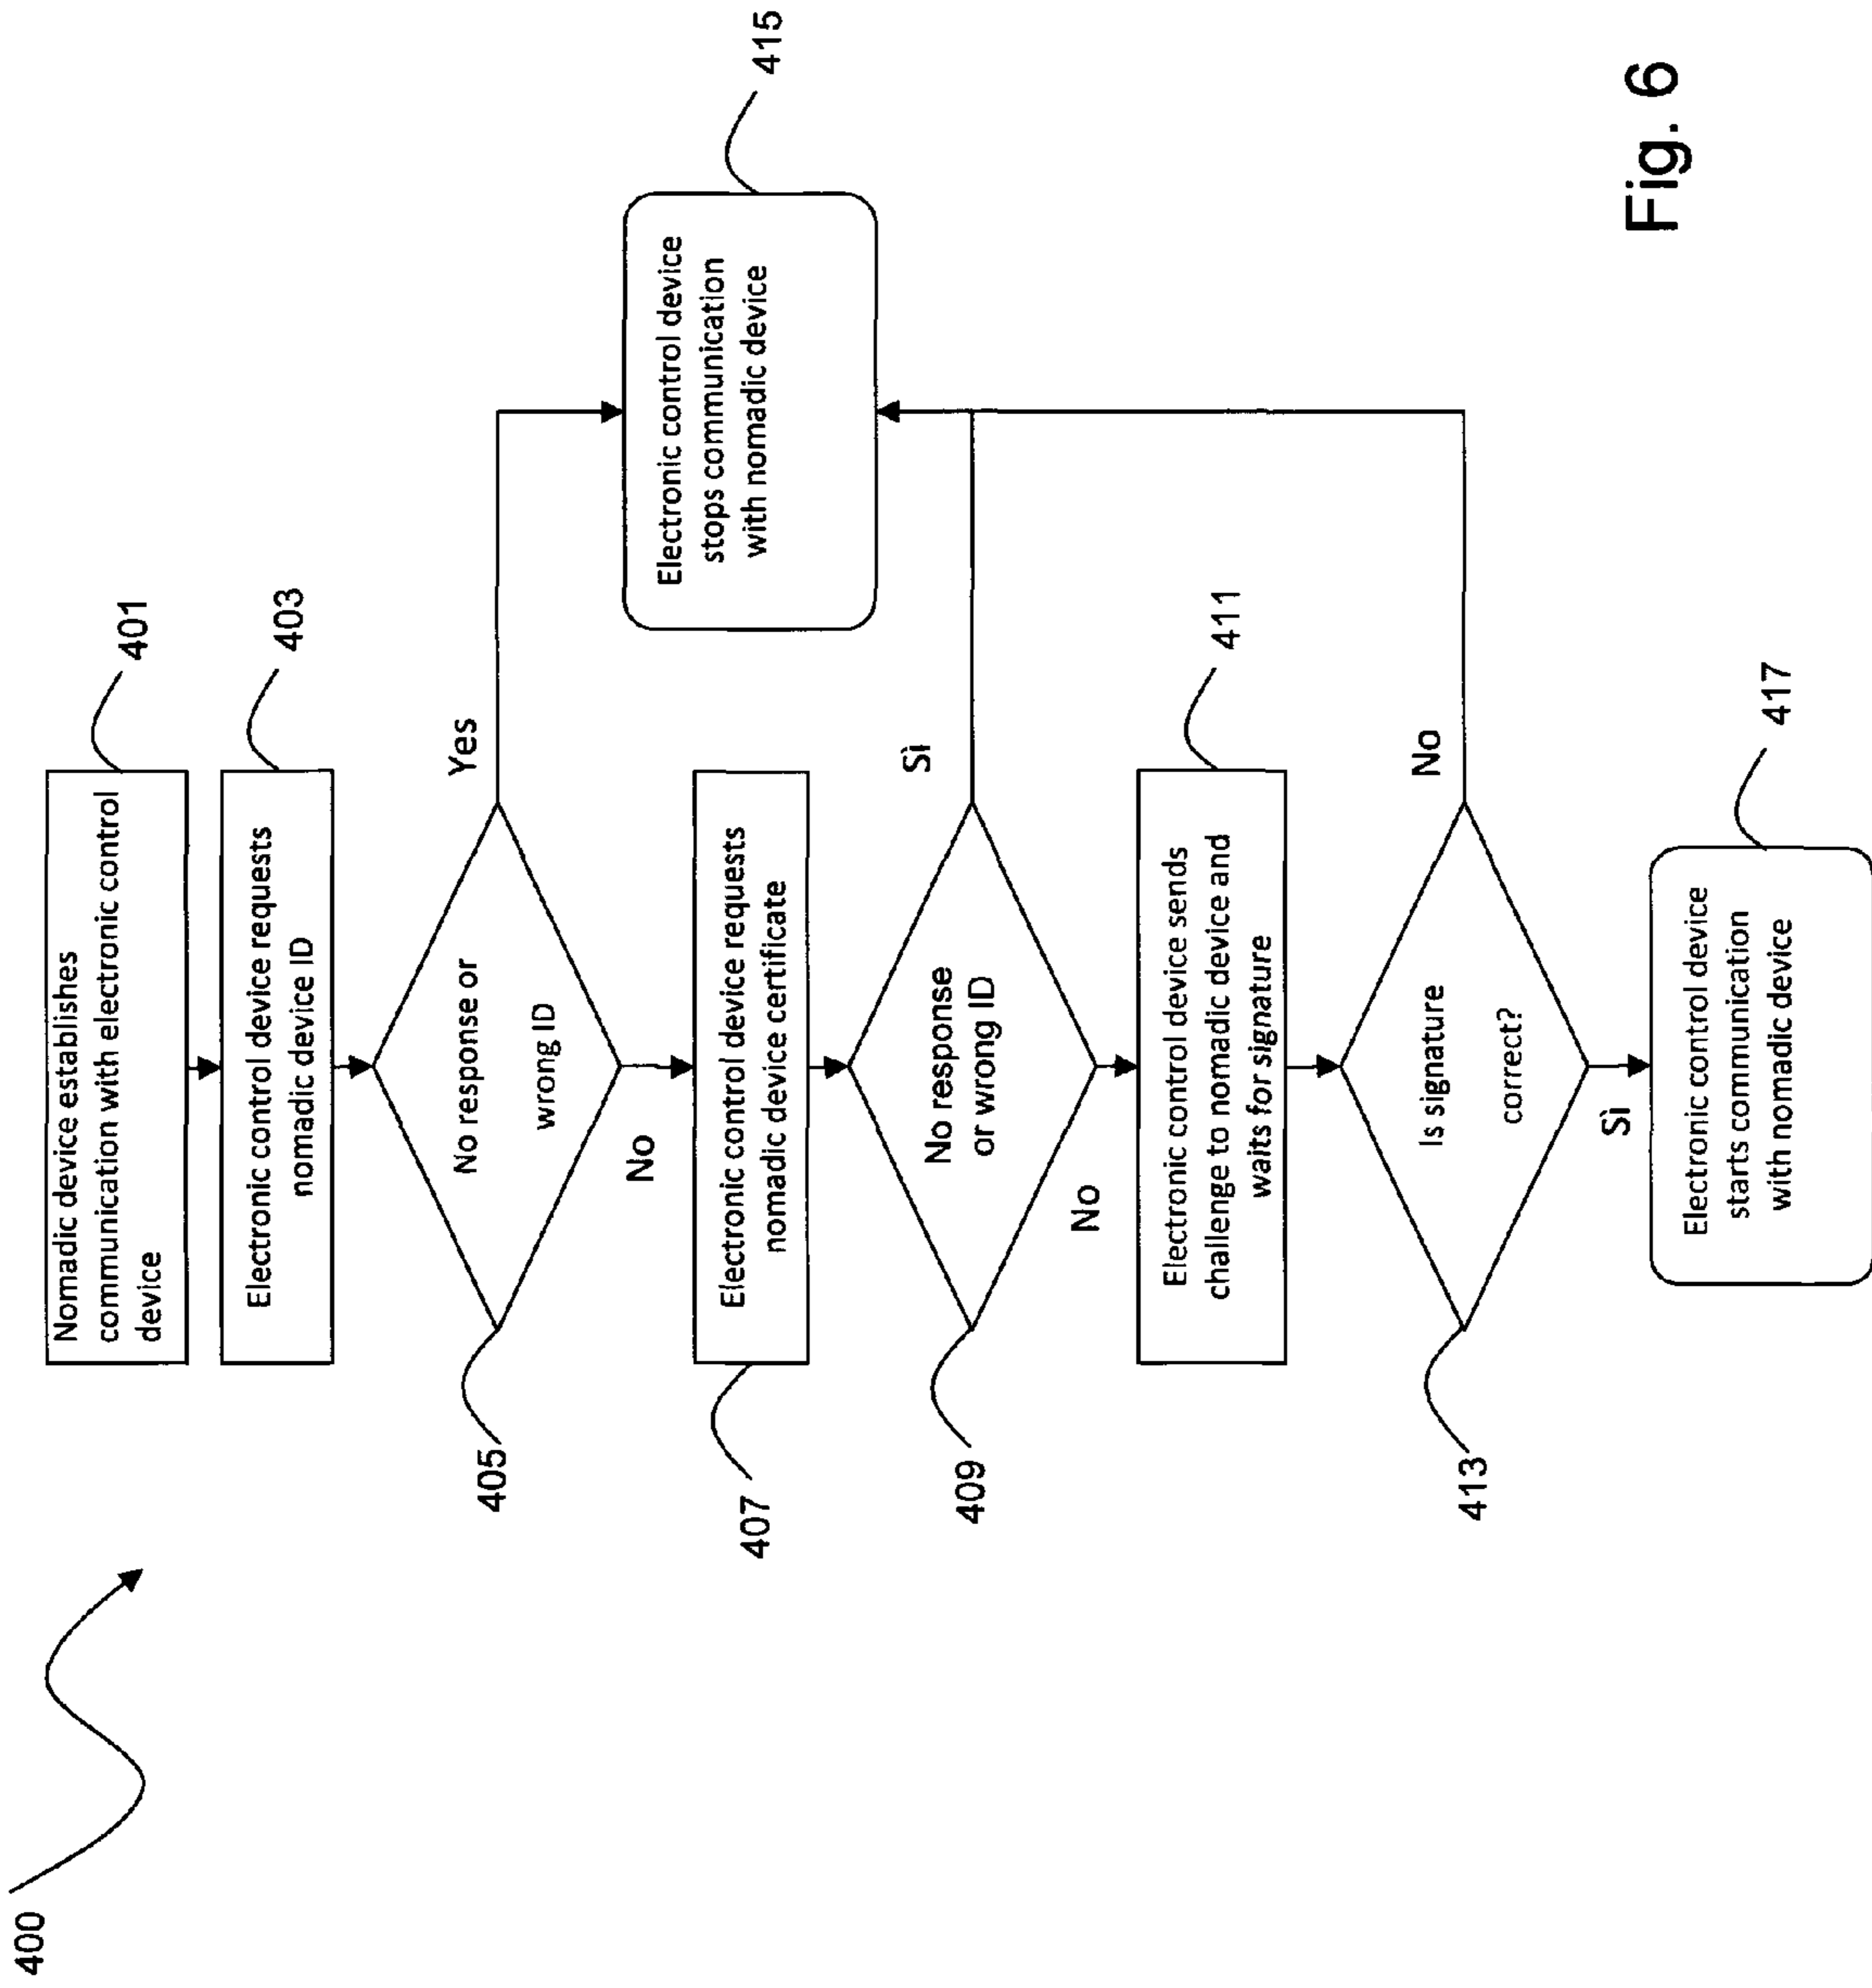 400
Nomadic device establishes
communication with electronic control
device
401
Electronic control device requests
nomadic device ID
403
No response or
wrong ID
405
Yes
No
Electronic control device requests
nomadic device certificate
407
No response
or wrong ID
409
Sì
No
Electronic control device sends
challenge to nomadic device and
waits for signature
411
Is signature
correct?
413
No
Sì
Electronic control device
stops communication
with nomadic device
415
Electronic control device
starts communication
with nomadic device
417
Fig. 6